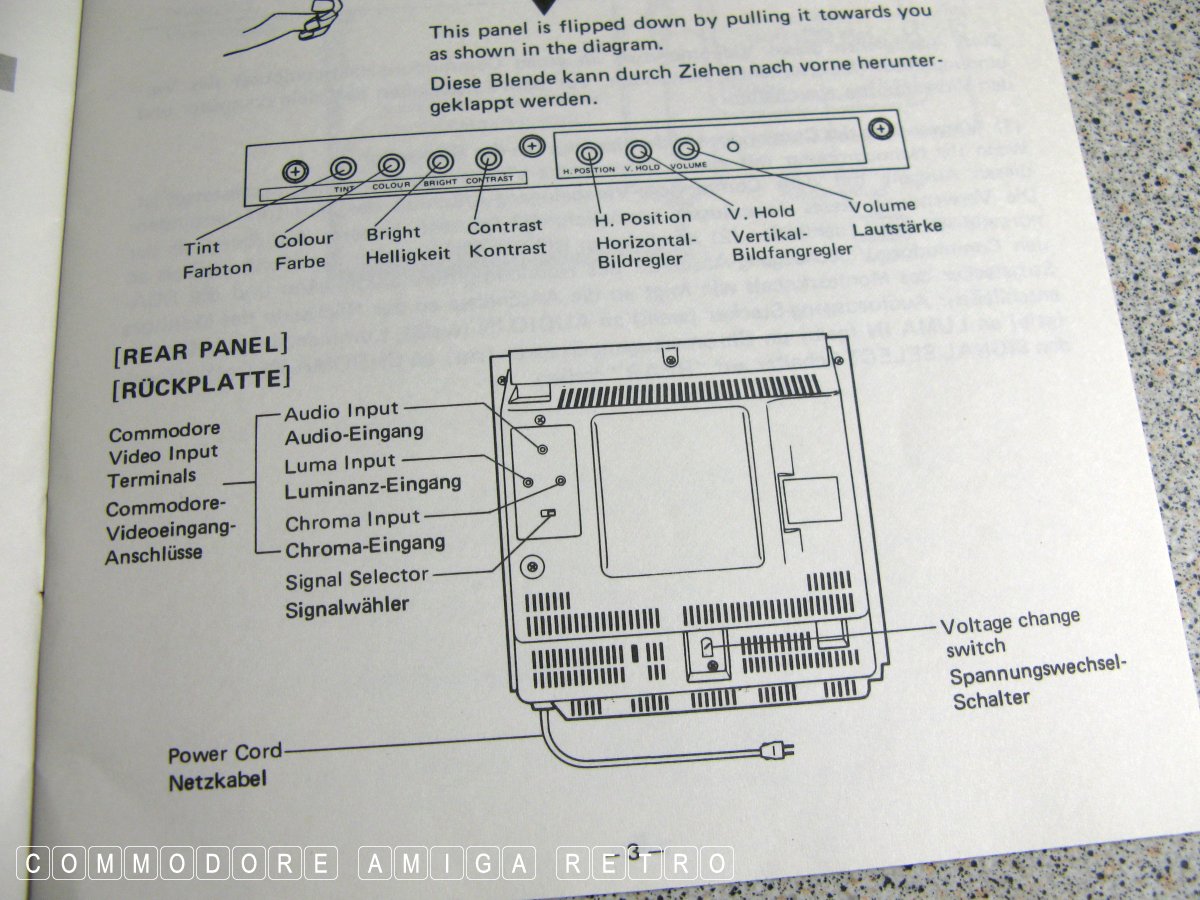 This panel is flipped down by pulling it towards you
as shown in the diagram.
Diese Blende kann durch Ziehen nach vorne herunter-
geklappt werden.
TINT COLOUR BRIGHT CONTRAST H. POSITION V. HOLD VOLUME
Tint
Farbton
Colour
Farbe
Bright
Helligkeit
Contrast
Kontrast
H. Position
Horizontal-
Bildregler
V. Hold
Vertikal-
Bildfangregler
Volume
Lautstärke
[REAR PANEL]
[RÜCKPLATTE]
Commodore
Video Input
Terminals
Commodore-
Videoeingang-
Anschlüsse
Audio Input
Audio-Eingang
Luma Input
Luminanz-Eingang
Chroma Input
Chroma-Eingang
Signal Selector
Signalwähler
Voltage change
switch
Spannungswechsel-
Schalter
Power Cord
Netzkabel
- 3 -
COMMODORE AMIGA RETRO